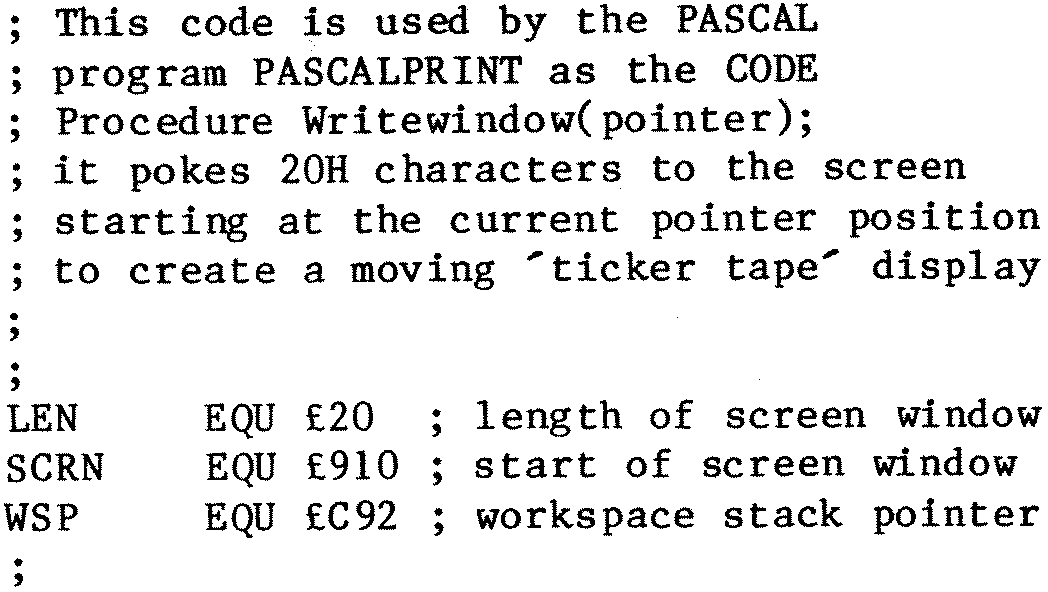 ; This code is used by the PASCAL
; program PASCALPRINT as the CODE
; Procedure Writewindow(pointer);
; it pokes 20H characters to the screen
; starting at the current pointer position
; to create a moving ´ticker tape´ display
;
;
LEN      EQU £20   ; length of screen window
SCRN     EQU £910 ; start of screen window
WSP      EQU £C92 ; workspace stack pointer
;